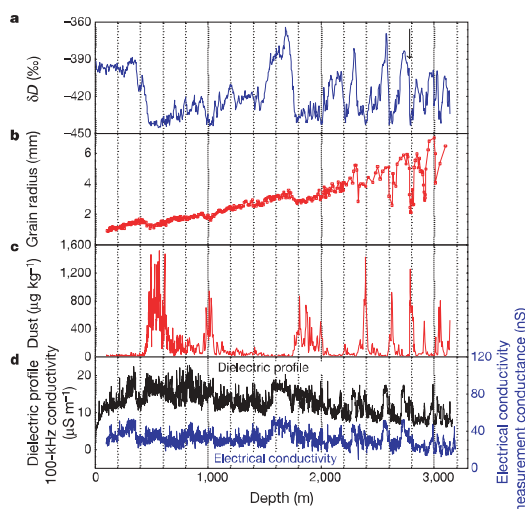 a
−360
−390
−420
−450
δD (‰)
b
6
4
2
Grain radius (mm)
c
1,600
1,200
800
400
0
Dust (μg kg−1)
d
Dielectric profile
20
10
0
Dielectric profile
100-kHz conductivity
(μS m−1)
120
80
40
0
Electrical conductivity
measurement conductance (nS)
Electrical conductivity
0
1,000
2,000
3,000
Depth (m)